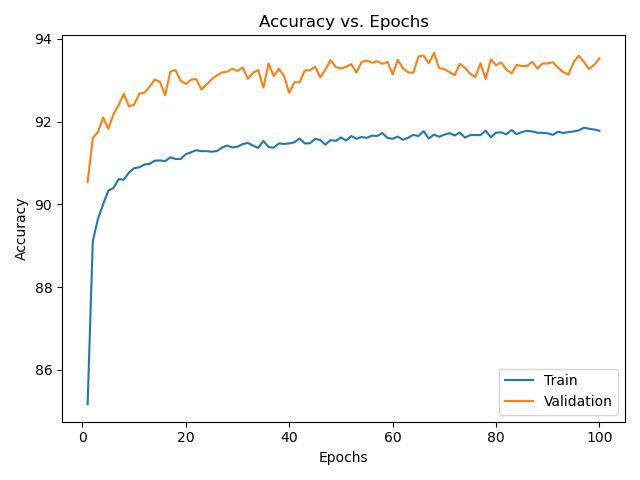 Accuracy vs. Epochs
94
92
90
88
86
Accuracy
0 20 40 60 80 100
Epochs
Train
Validation